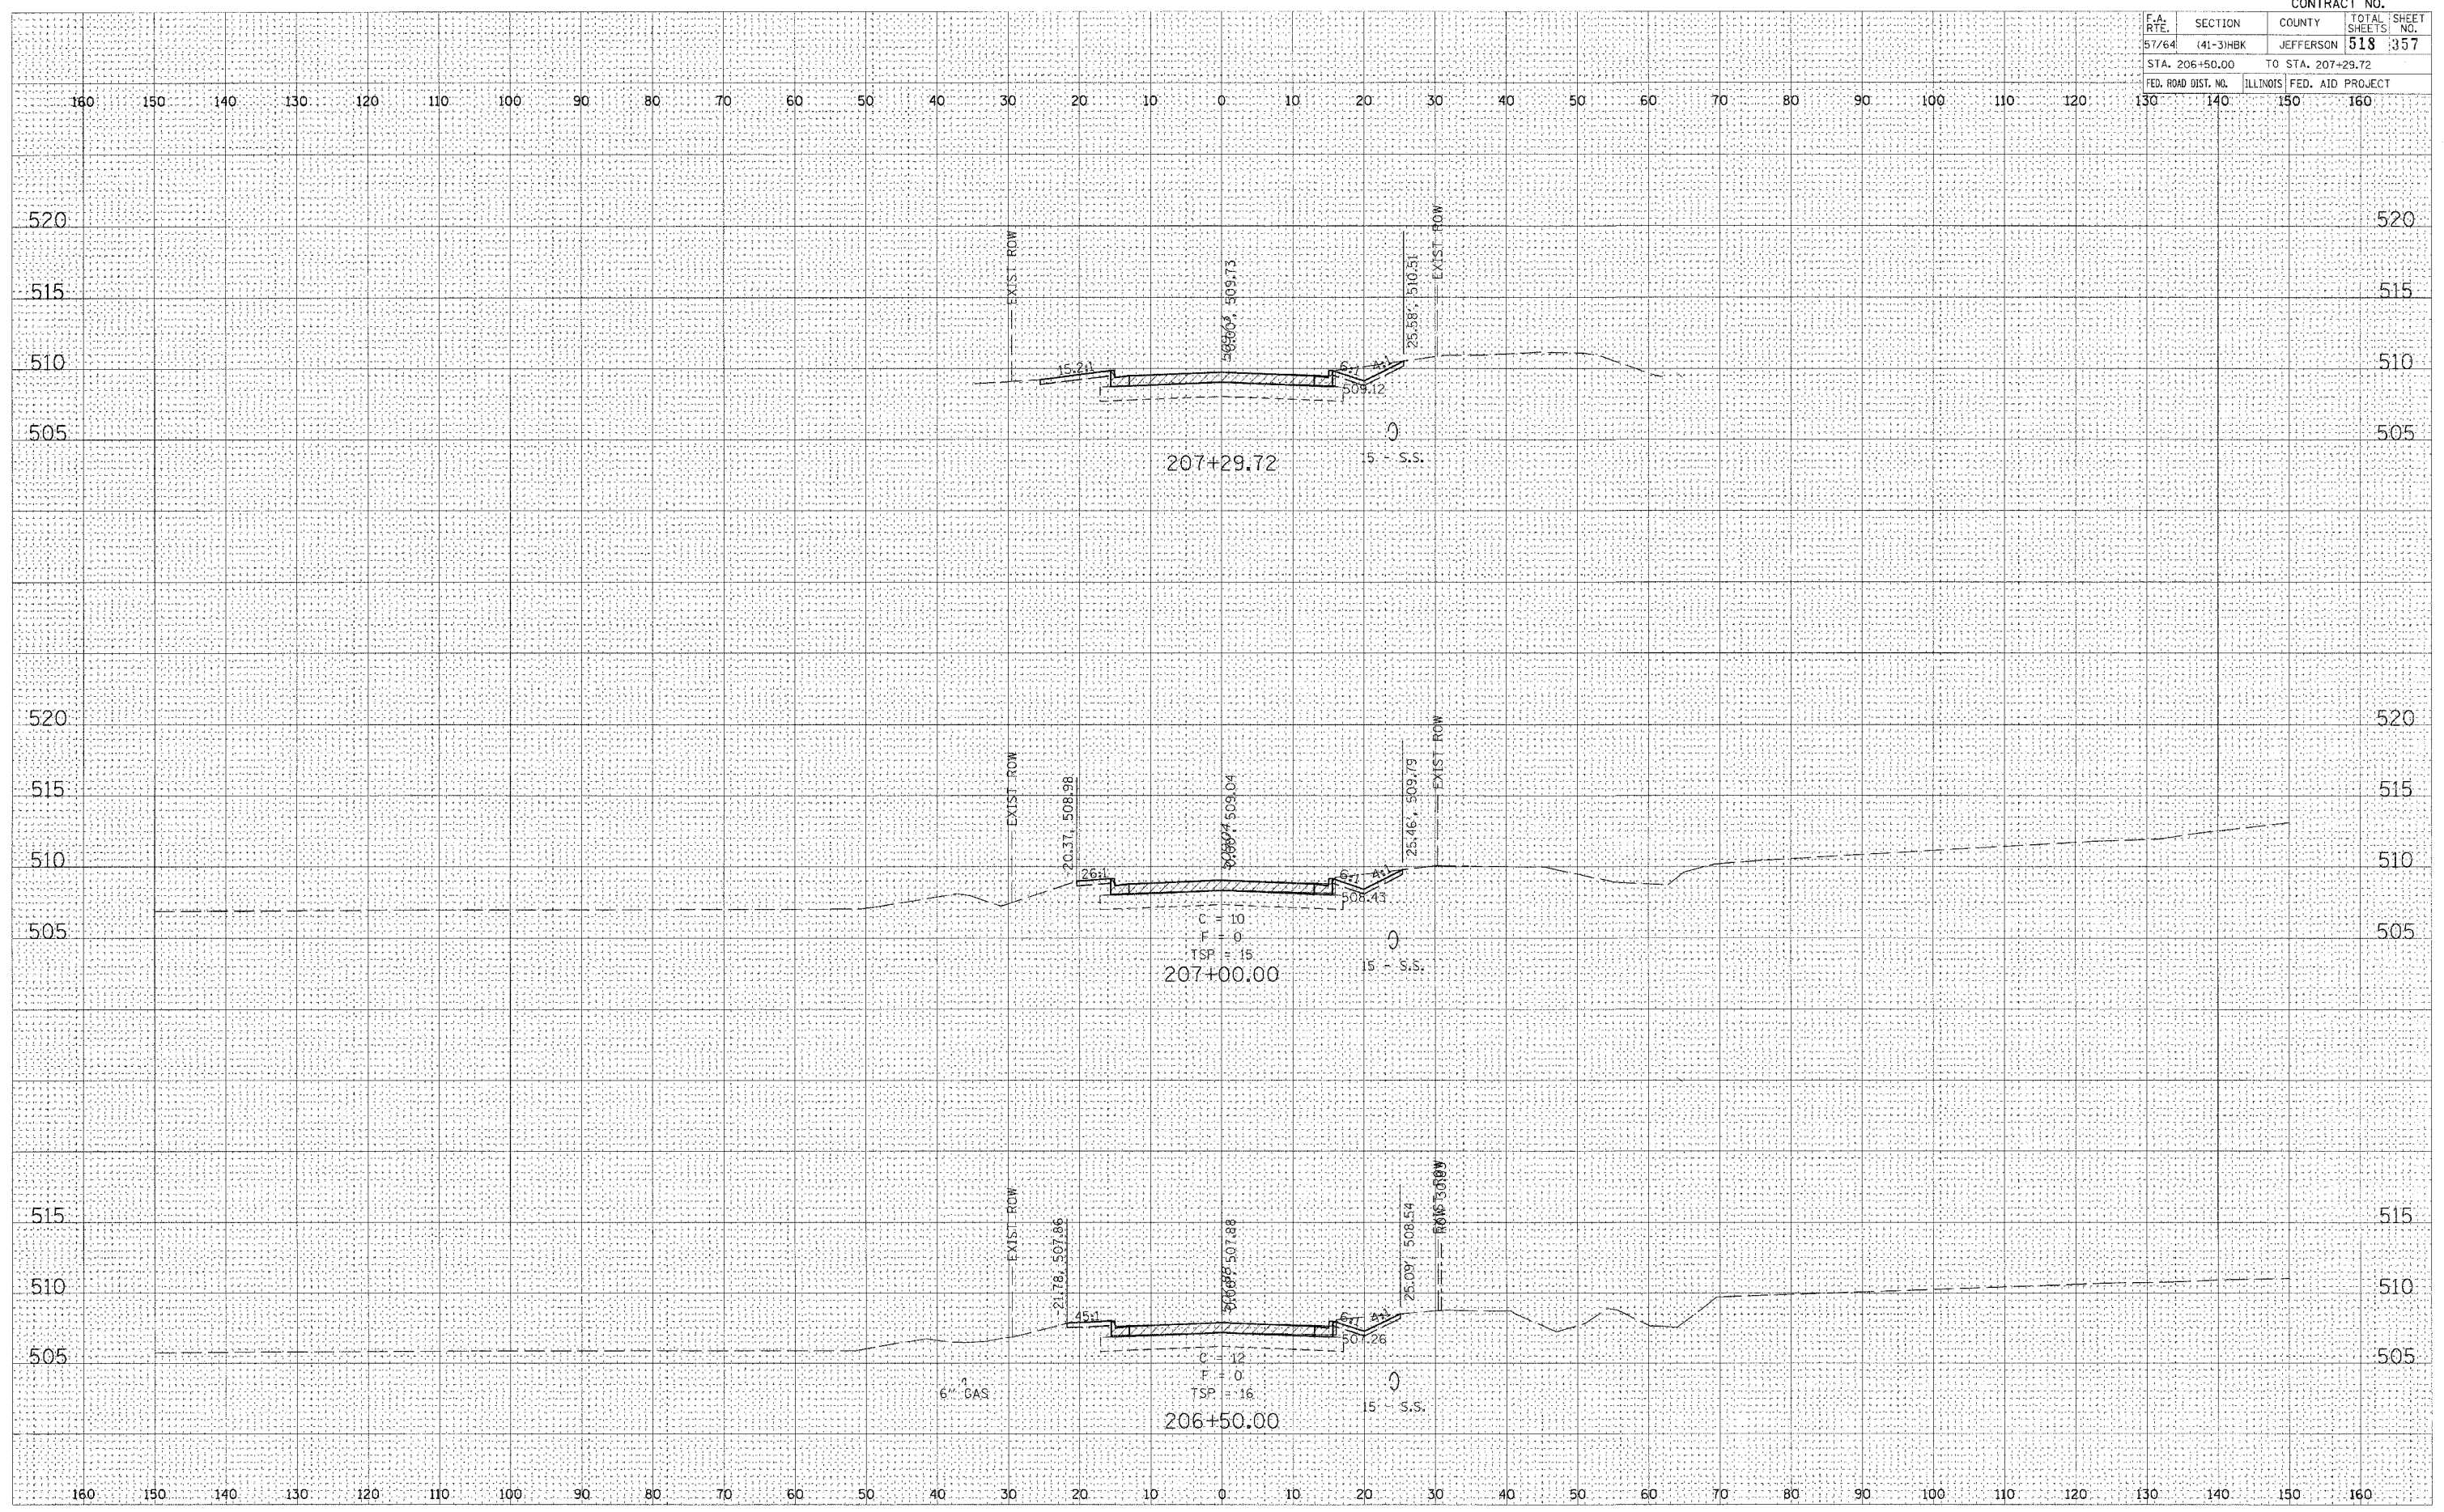 CONTRACT NO.
F.A. RTE. SECTION COUNTY TOTAL SHEETS SHEET NO.
57/64 (41-3)HBK JEFFERSON 518 357
STA. 206+50.00 TO STA. 207+29.72
FED. ROAD DIST. NO. ILLINOIS FED. AID PROJECT
160 150 140 130 120 110 100 90 80 70 60 50 40 30 20 10 0 10 20 30 40 50 60 70 80 90 100 110 120 130 140 150 160
520 520
EXIST ROW
509.73
25.58', 510.51
EXIST ROW
515 515
510 510
15.2:1
4:1
509.12
505 505
207+29.72
15 - S.S.
520 520
EXIST ROW
20.37, 508.98
509.04
25.46', 509.79
EXIST ROW
515 515
510 510
26:1
4:1
508.43
505 505
C = 10
F = 0
TSP = 15
207+00.00
15 - S.S.
EXIST ROW
-21.78, 507.86
507.88
25.09', 508.54
515 515
510 510
45:1
4:1
507.26
505 505
C = 12
F = 0
TSP = 16
206+50.00
6" GAS
15 - S.S.
160 150 140 130 120 110 100 90 80 70 60 50 40 30 20 10 0 10 20 30 40 50 60 70 80 90 100 110 120 130 140 150 160